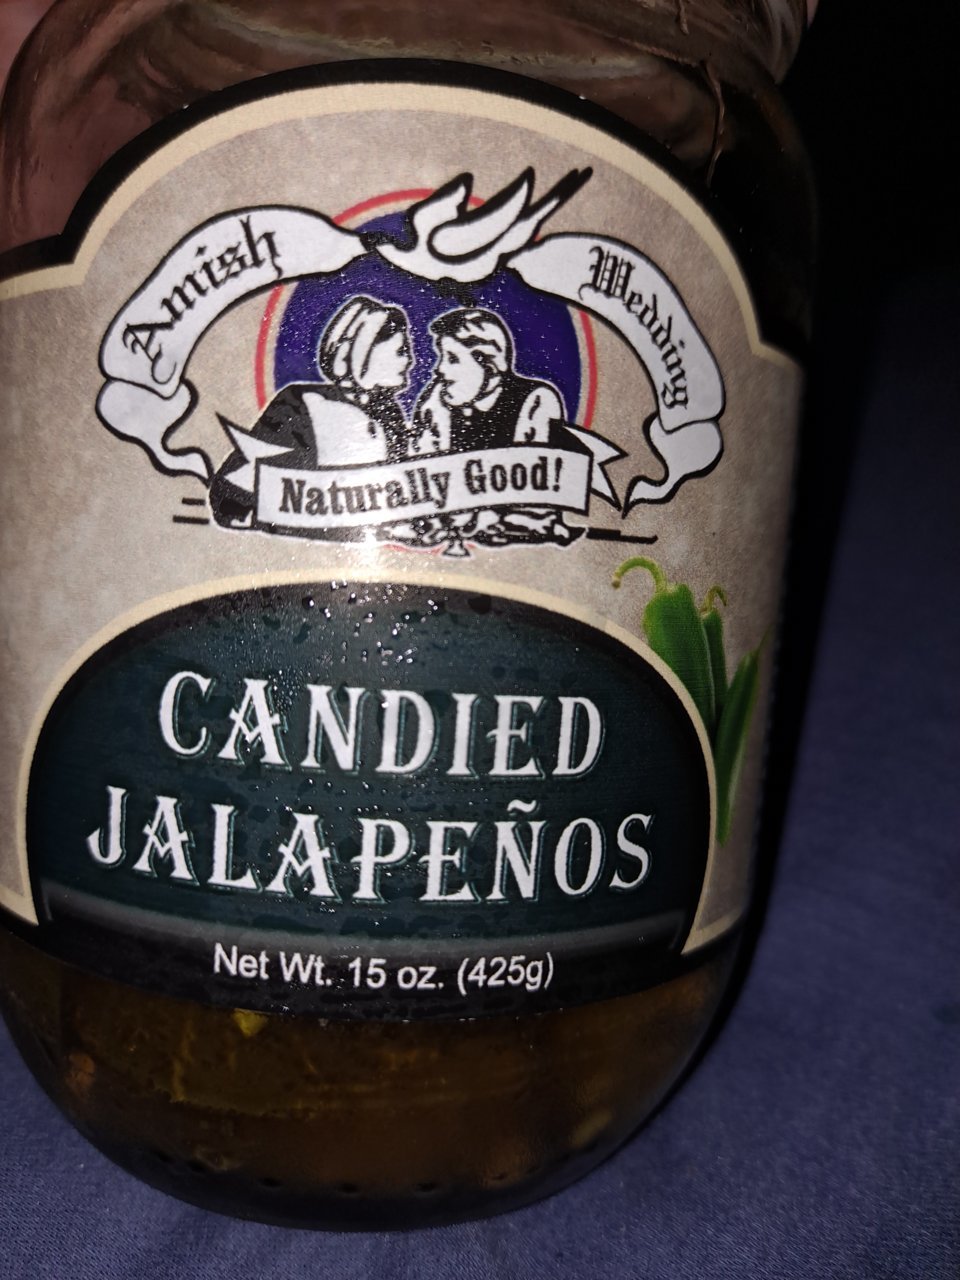 Amish Wedding
Naturally Good!
CANDIED
JALAPEÑOS
Net Wt. 15 oz. (425g)